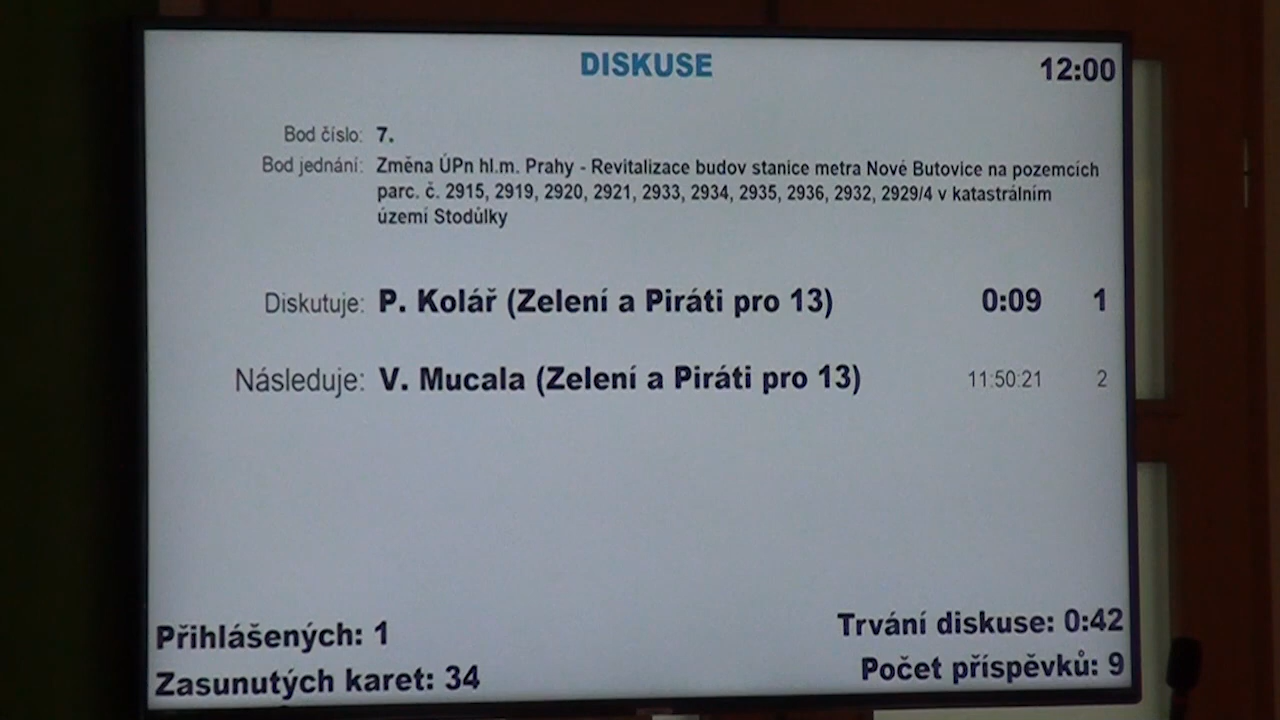 DISKUSE 12:00
Bod číslo: 7.
Bod jednání: Změna ÚPn hl.m. Prahy - Revitalizace budov stanice metra Nové Butovice na pozemcích
parc. č. 2915, 2919, 2920, 2921, 2933, 2934, 2935, 2936, 2932, 2929/4 v katastrálním
území Stodůlky
Diskutuje: P. Kolář (Zelení a Piráti pro 13) 0:09 1
Následuje: V. Mucala (Zelení a Piráti pro 13) 11:50:21 2
Přihlášených: 1 Trvání diskuse: 0:42
Zasunutých karet: 34 Počet příspěvků: 9